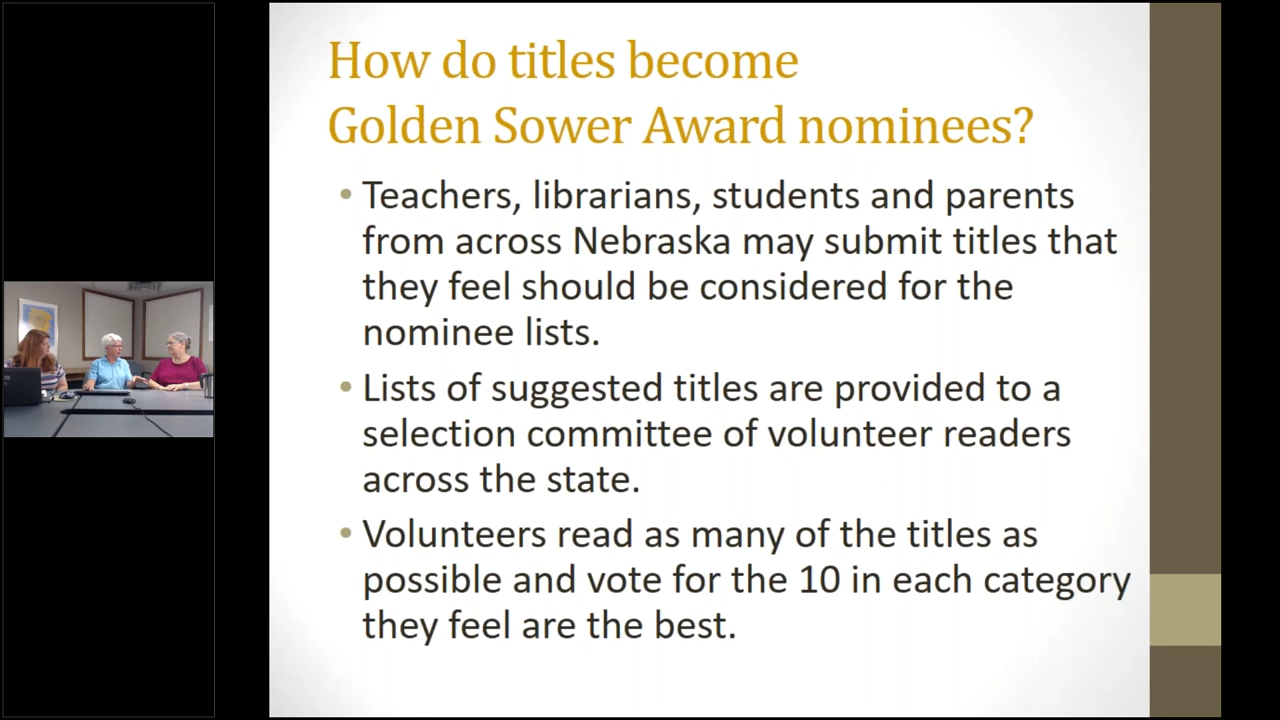 How do titles become
Golden Sower Award nominees?
• Teachers, librarians, students and parents
from across Nebraska may submit titles that
they feel should be considered for the
nominee lists.
• Lists of suggested titles are provided to a
selection committee of volunteer readers
across the state.
• Volunteers read as many of the titles as
possible and vote for the 10 in each category
they feel are the best.